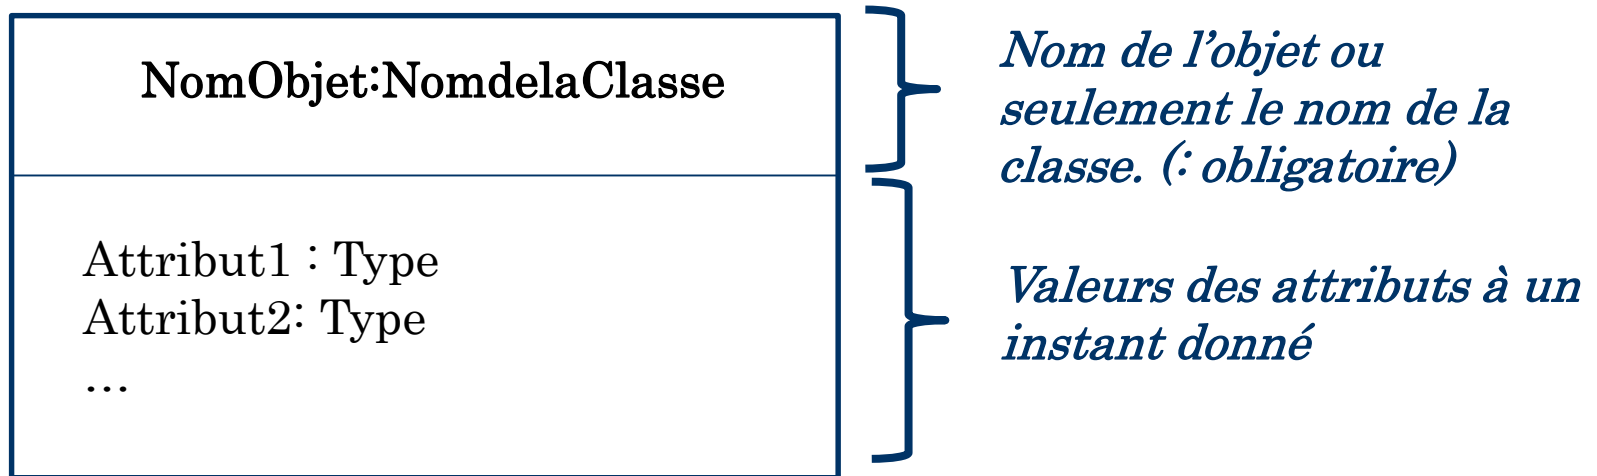 NomObjet:NomdelaClasse
Nom de l’objet ou
seulement le nom de la
classe. (: obligatoire)
Attribut1 : Type
Attribut2: Type
…
Valeurs des attributs à un
instant donné